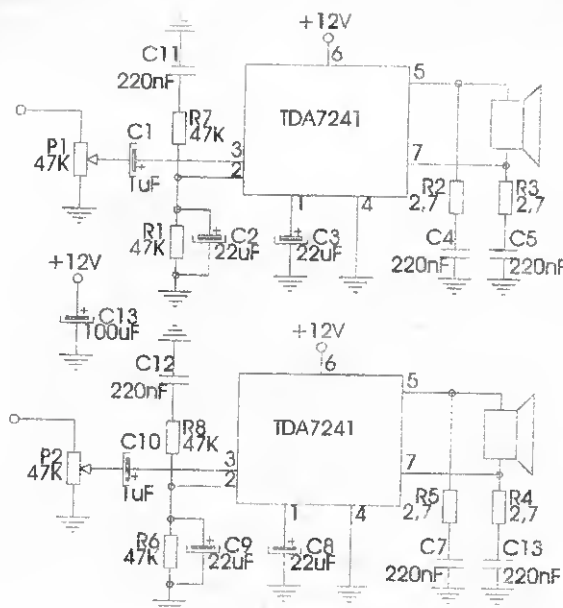 +12V
C11
220nF
6
5
R7
47K
TDA7241
P1
47K
C1
1uF
3
2
7
R1
47K
C2
22uF
1
C3
22uF
4
R2
2,7
R3
2,7
C4
220nF
C5
220nF
+12V
C13
100uF
+12V
C12
220nF
6
5
R8
47K
TDA7241
P2
47K
C10
1uF
3
2
7
R6
47K
C9
22uF
1
C8
22uF
4
R5
2,7
R4
2,7
C7
220nF
C13
220nF